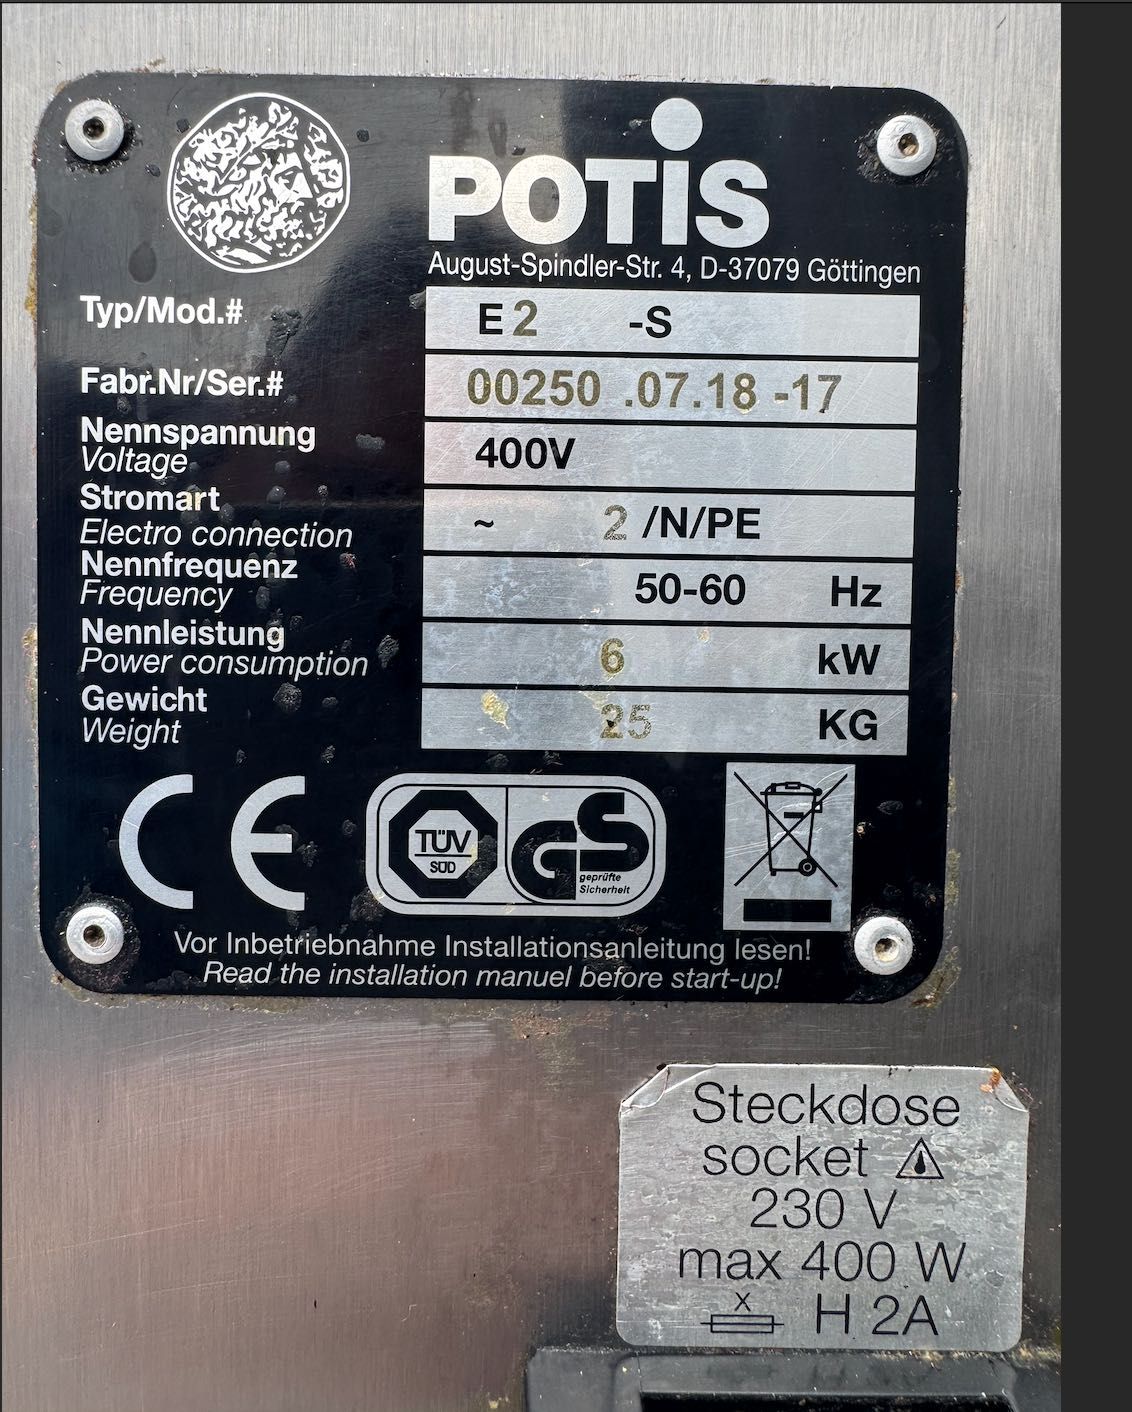 POTiS
August-Spindler-Str. 4, D-37079 Göttingen
Typ/Mod.# E2 -S
Fabr.Nr/Ser.# 00250 .07.18 -17
Nennspannung
Voltage 400V
Stromart
Electro connection ~ 2 /N/PE
Nennfrequenz
Frequency 50-60 Hz
Nennleistung
Power consumption 6 kW
Gewicht
Weight 25 KG
CE TÜV SÜD GS geprüfte Sicherheit
Vor Inbetriebnahme Installationsanleitung lesen!
Read the installation manuel before start-up!
Steckdose
socket
230 V
max 400 W
X H 2A